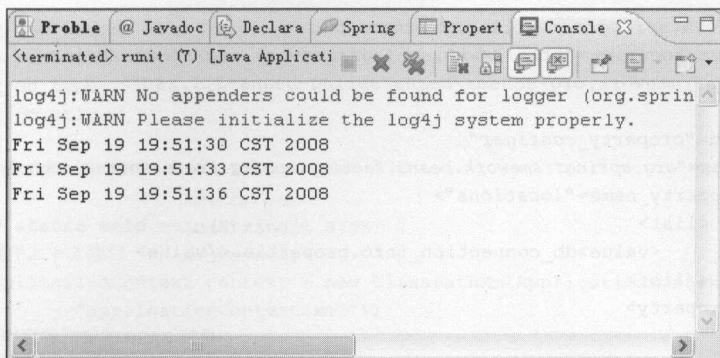 Proble @ Javadoc Declara Spring Propert Console
<terminated> runit (7) [Java Applicati
log4j:WARN No appenders could be found for logger (org.sprin
log4j:WARN Please initialize the log4j system properly.
Fri Sep 19 19:51:30 CST 2008
Fri Sep 19 19:51:33 CST 2008
Fri Sep 19 19:51:36 CST 2008